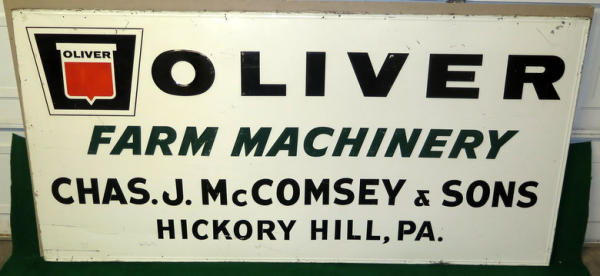 OLIVER
OLIVER
FARM MACHINERY
CHAS. J. McCOMSEY & SONS
HICKORY HILL, PA.